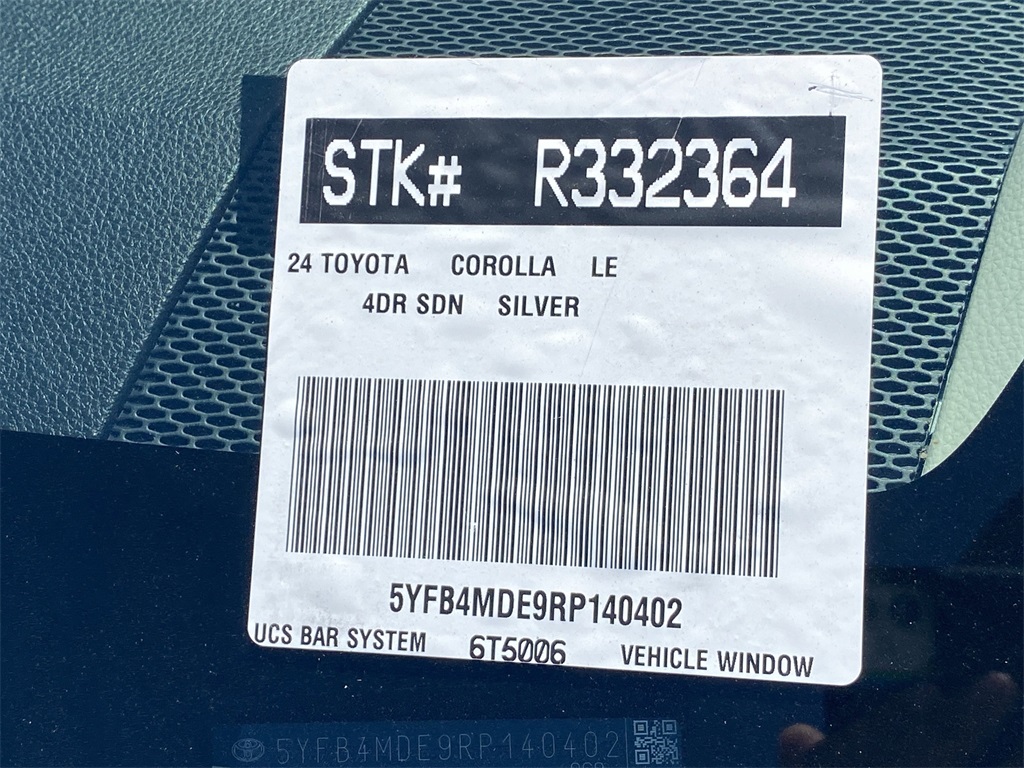 STK# R332364
24 TOYOTA COROLLA LE
4DR SDN SILVER
5YFB4MDE9RP140402
UCS BAR SYSTEM 6T5006 VEHICLE WINDOW
5YFB4MDE9RP140402